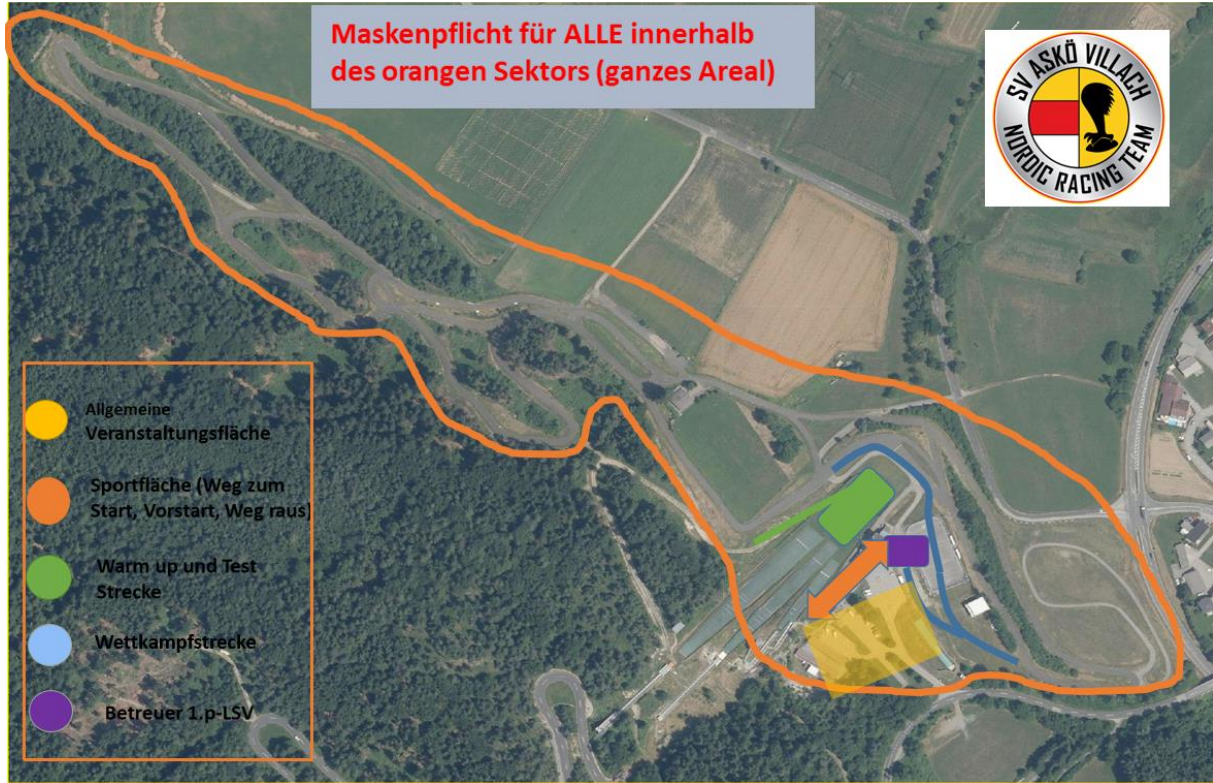 Maskenpflicht für ALLE innerhalb
des orangen Sektors (ganzes Areal)
SV ASKÖ VILLACH
NORDIC RACING TEAM
Allgemeine
Veranstaltungsfläche
Sportfläche (Weg zum
Start, Vorstart, Weg raus)
Warm up und Test
Strecke
Wettkampfstrecke
Betreuer 1.p-LSV